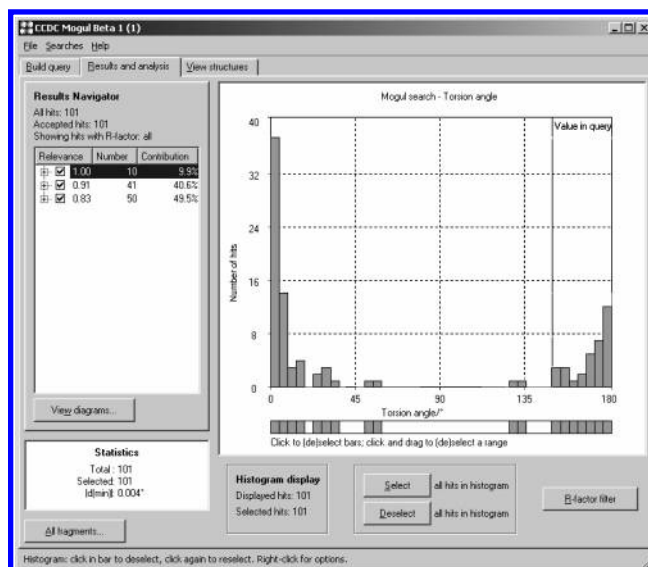 CCDC Mogul Beta 1 (1)
File Searches Help
Build query Results and analysis View structures
Results Navigator
All hits: 101
Accepted hits: 101
Showing hits with R-factor: all
Relevance Number Contribution
1.00 10 9.9%
0.91 41 40.6%
0.83 50 49.5%
View diagrams...
Statistics
Total : 101
Selected: 101
|d(min)|: 0.004°
All fragments...
Mogul search - Torsion angle
Value in query
Number of hits
40
32
24
16
8
0
0 45 90 135 180
Torsion angle/°
Click to (de)select bars; click and drag to (de)select a range
Histogram display
Displayed hits: 101
Selected hits: 101
Select all hits in histogram
Deselect all hits in histogram
R-factor filter
Histogram: click in bar to deselect, click again to reselect. Right-click for options.